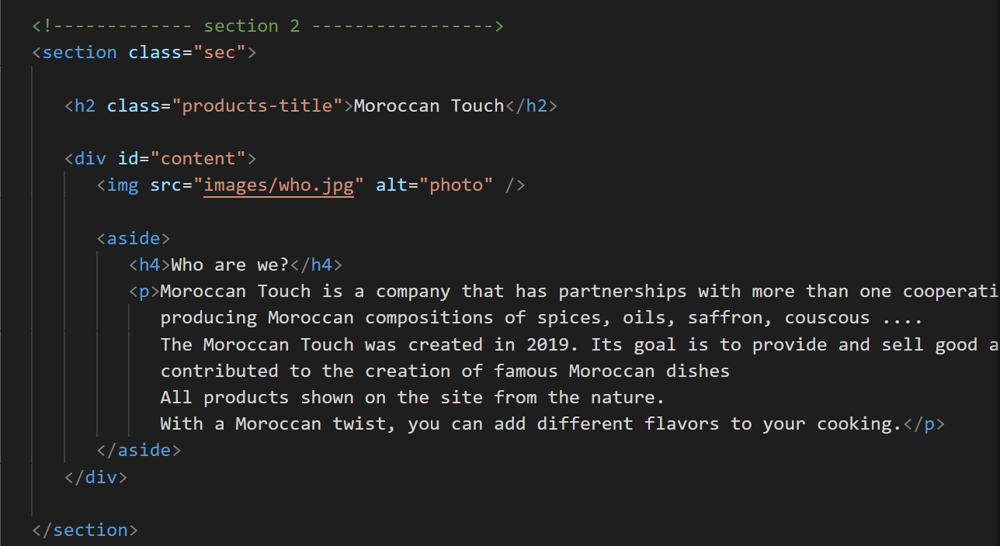 <!------------- section 2 ----------------->
<section class="sec">
<h2 class="products-title">Moroccan Touch</h2>
<div id="content">
<img src="images/who.jpg" alt="photo" />
<aside>
<h4>Who are we?</h4>
<p>Moroccan Touch is a company that has partnerships with more than one cooperati
producing Moroccan compositions of spices, oils, saffron, couscous ....
The Moroccan Touch was created in 2019. Its goal is to provide and sell good a
contributed to the creation of famous Moroccan dishes
All products shown on the site from the nature.
With a Moroccan twist, you can add different flavors to your cooking.</p>
</aside>
</div>
</section>